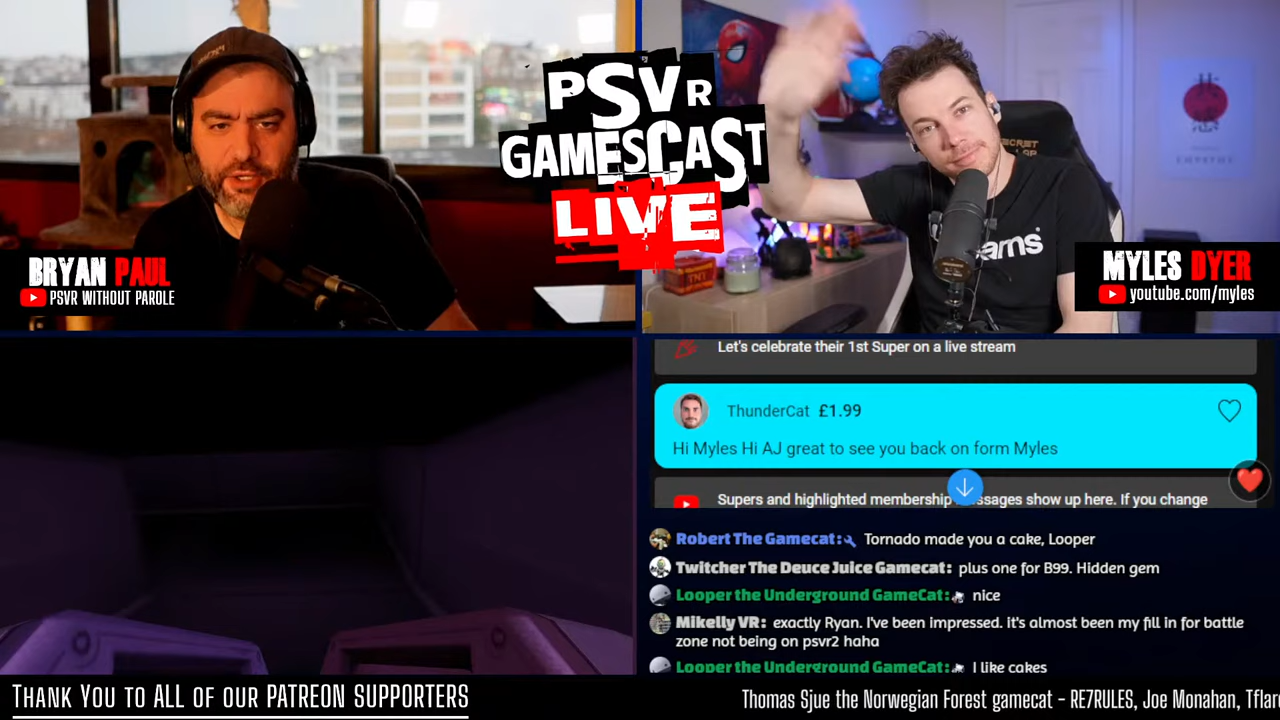 PSVR
GAMESCAST
LIVE
BRYAN PAUL
PSVR WITHOUT PAROLE
MYLES DYER
youtube.com/myles
Let's celebrate their 1st Super on a live stream
ThunderCat £1.99
Hi Myles Hi AJ great to see you back on form Myles
Supers and highlighted membership messages show up here. If you change
Robert The Gamecat: Tornado made you a cake, Looper
Twitcher The Deuce Juice Gamecat: plus one for B99. Hidden gem
Looper the Underground GameCat: nice
Mikelly VR: exactly Ryan. I've been impressed. it's almost been my fill in for battle
zone not being on psvr2 haha
Looper the Underground GameCat: I like cakes
THANK YOU TO ALL OF OUR PATREON SUPPORTERS
Thomas Sjue the Norwegian Forest gamecat - RE7RULES, Joe Monahan, Tflar